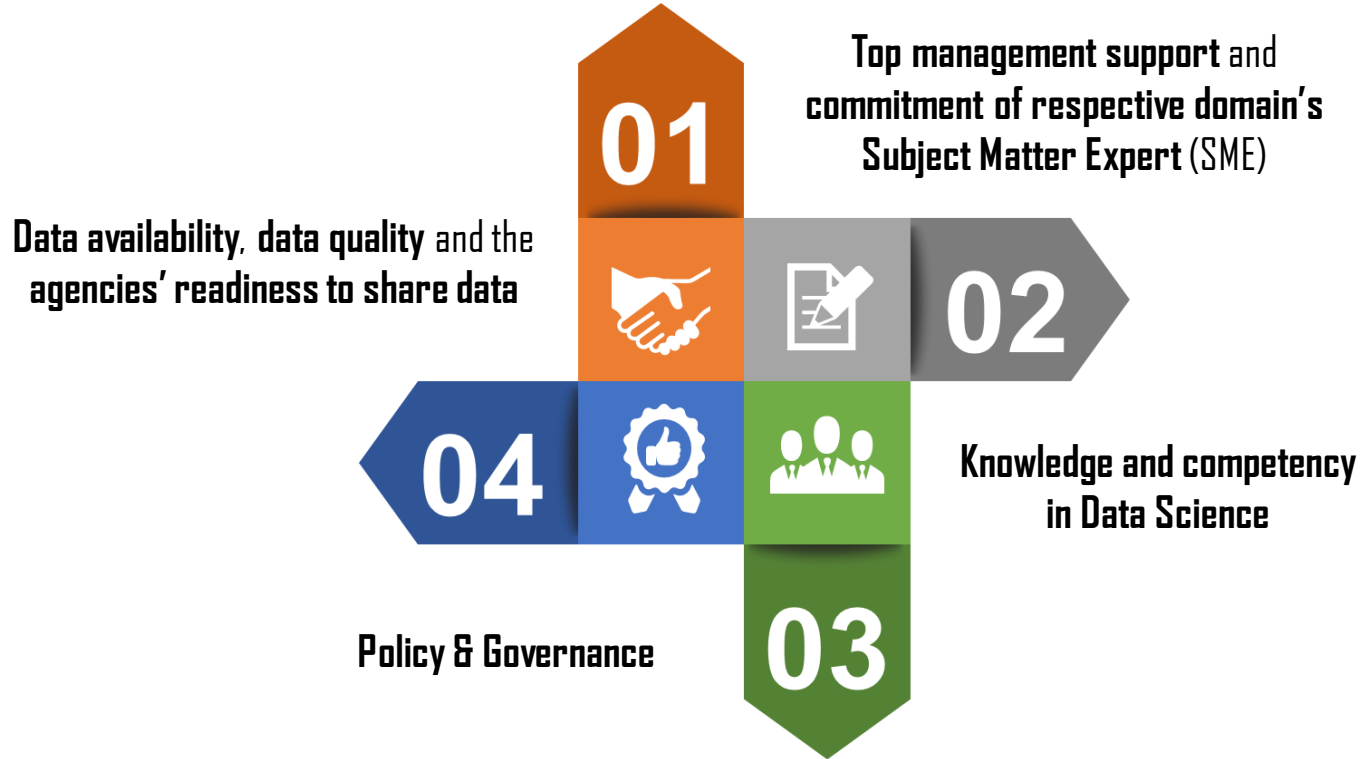 01
Top management support and
commitment of respective domain's
Subject Matter Expert (SME)
Data availability, data quality and the
agencies' readiness to share data
02
04
Knowledge and competency
in Data Science
03
Policy & Governance